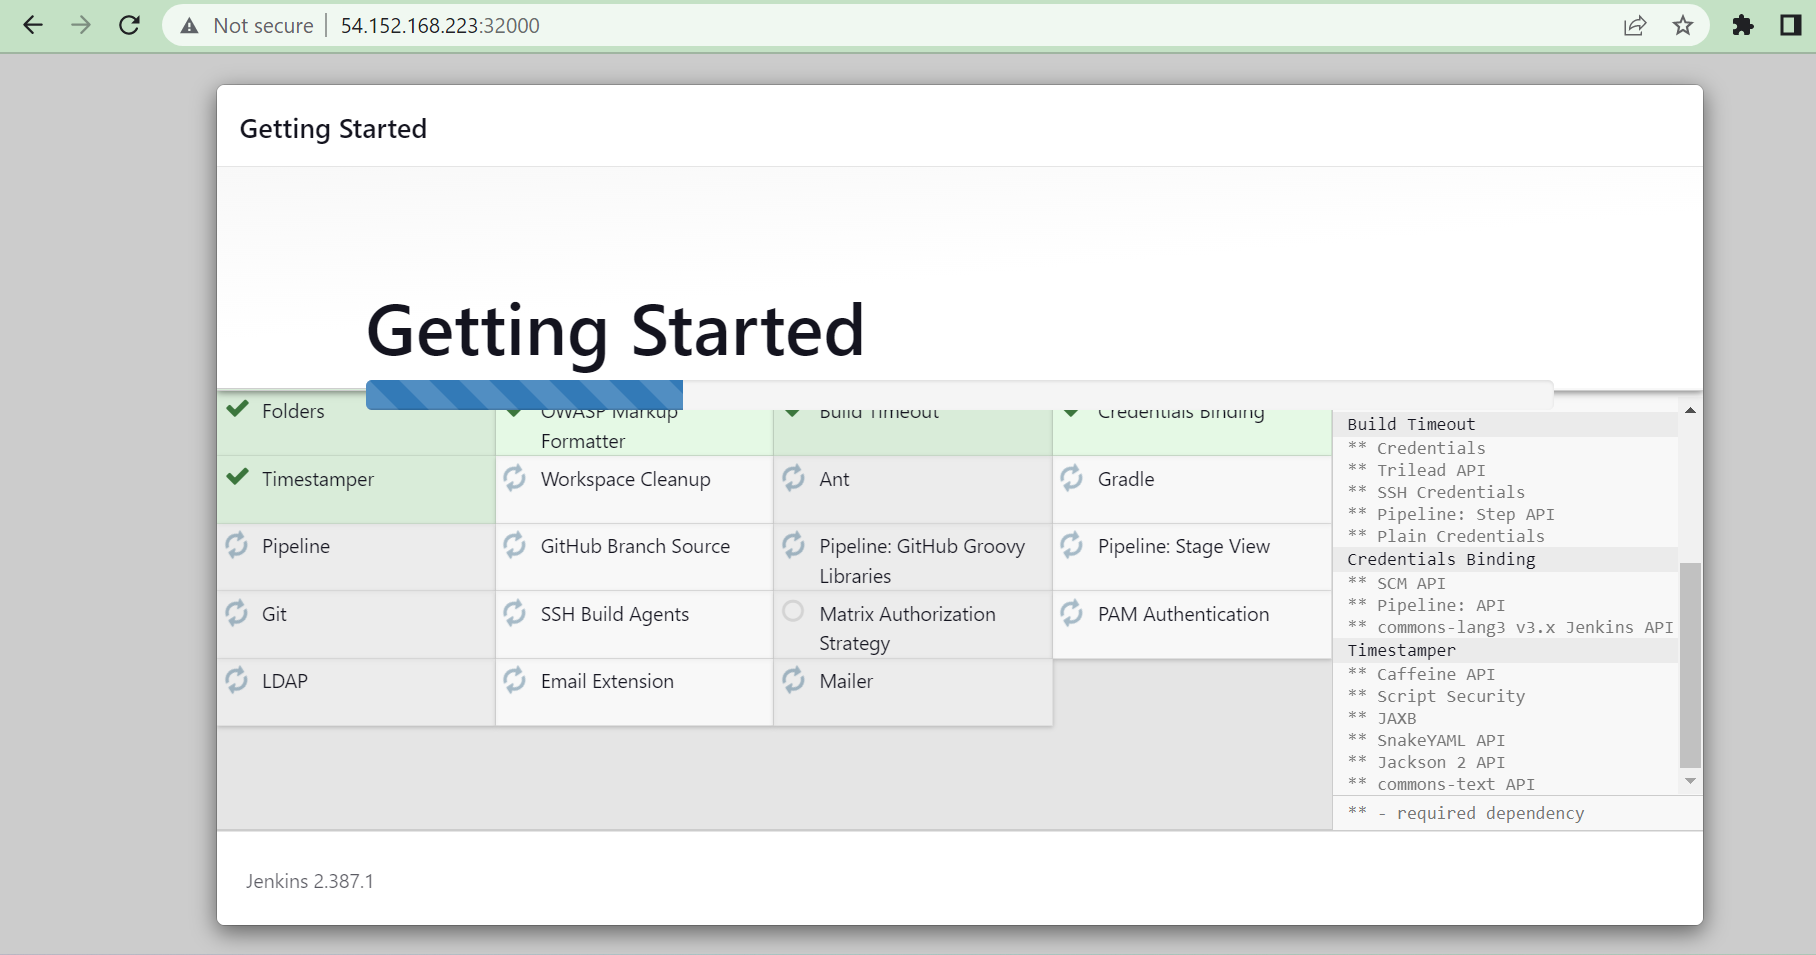 Not secure | 54.152.168.223:32000
Getting Started
Getting Started
Folders
OWASP Markup
Formatter
Build Timeout
Credentials Binding
Timestamper
Workspace Cleanup
Ant
Gradle
Pipeline
GitHub Branch Source
Pipeline: GitHub Groovy
Libraries
Pipeline: Stage View
Git
SSH Build Agents
Matrix Authorization
Strategy
PAM Authentication
LDAP
Email Extension
Mailer
Build Timeout
** Credentials
** Trilead API
** SSH Credentials
** Pipeline: Step API
** Plain Credentials
Credentials Binding
** SCM API
** Pipeline: API
** commons-lang3 v3.x Jenkins API
Timestamper
** Caffeine API
** Script Security
** JAXB
** SnakeYAML API
** Jackson 2 API
** commons-text API
** - required dependency
Jenkins 2.387.1